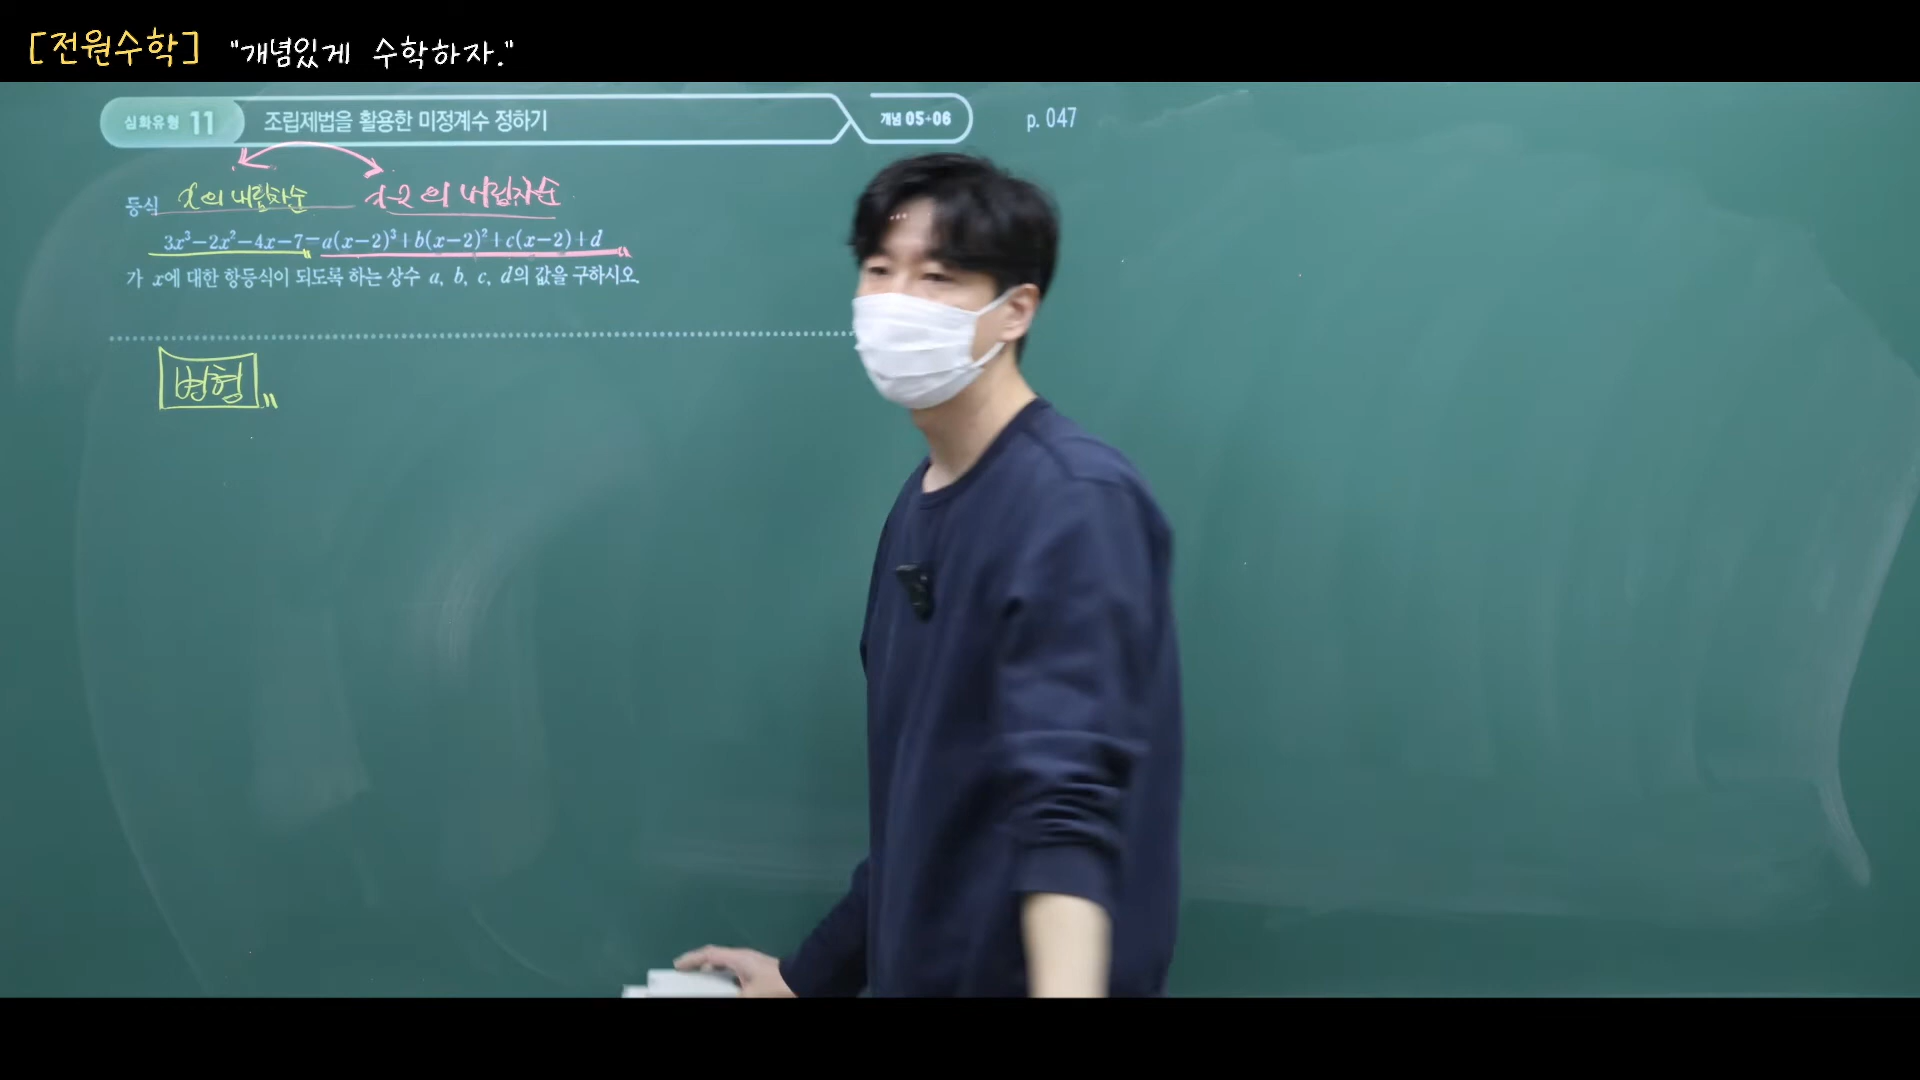 [전원수학] "개념있게 수학하자."
심화유형 11 조립제법을 활용한 미정계수 정하기 개념 05+06 p. 047
x의 내림차순 x-2의 내림차순
등식
3x³-2x²-4x-7=a(x-2)³+b(x-2)²+c(x-2)+d
가 x에 대한 항등식이 되도록 하는 상수 a, b, c, d의 값을 구하시오.
변형